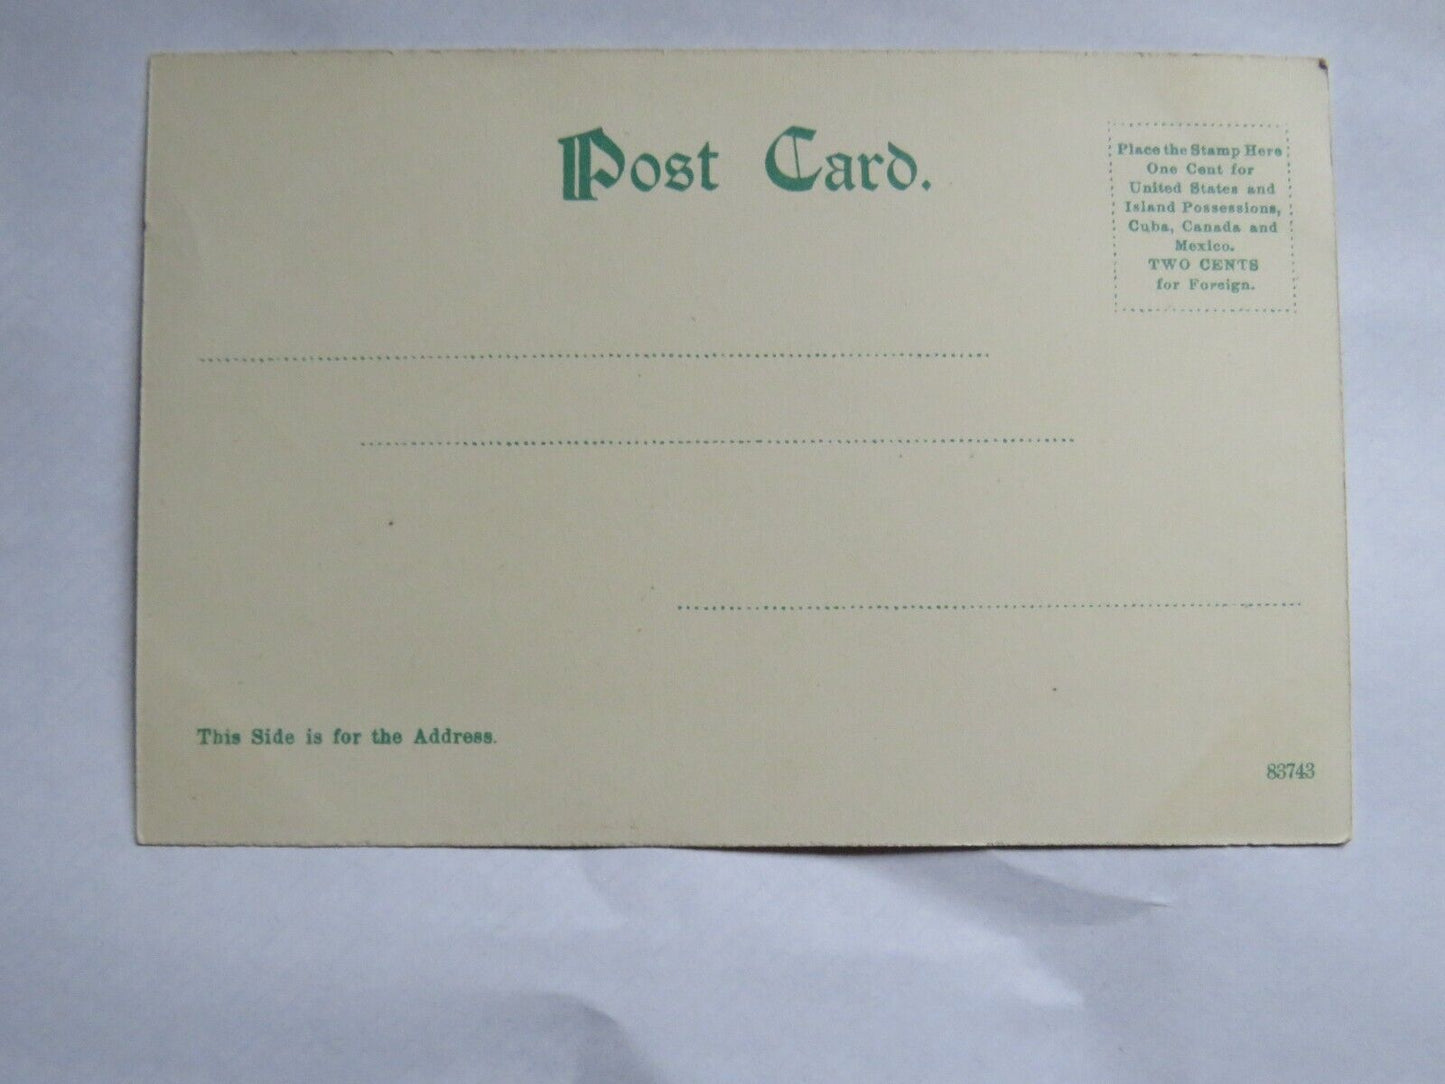 Post Card.
Place the Stamp Here
One Cent for
United States and
Island Possessions,
Cuba, Canada and
Mexico.
TWO CENTS
for Foreign.
This Side is for the Address.
83743